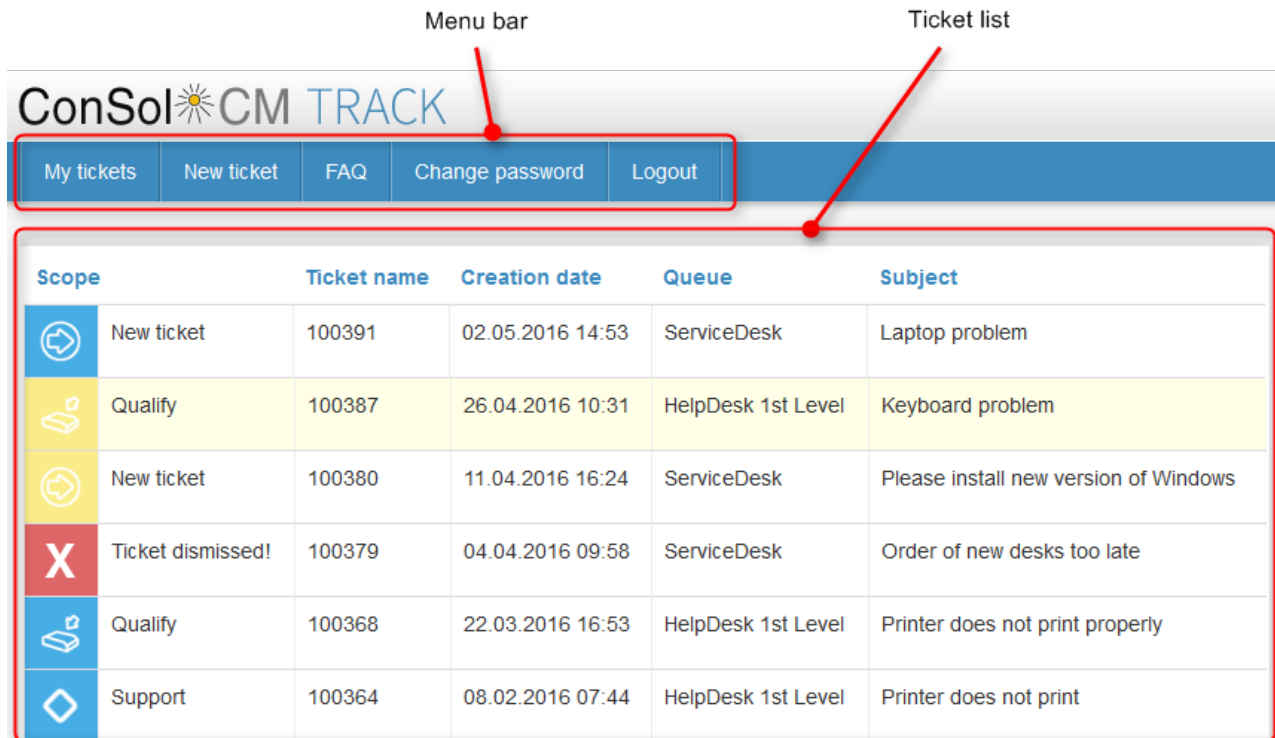 Menu bar Ticket list
ConSol CM TRACK
My tickets New ticket FAQ Change password Logout
Scope Ticket name Creation date Queue Subject
New ticket 100391 02.05.2016 14:53 ServiceDesk Laptop problem
Qualify 100387 26.04.2016 10:31 HelpDesk 1st Level Keyboard problem
New ticket 100380 11.04.2016 16:24 ServiceDesk Please install new version of Windows
X Ticket dismissed! 100379 04.04.2016 09:58 ServiceDesk Order of new desks too late
Qualify 100368 22.03.2016 16:53 HelpDesk 1st Level Printer does not print properly
Support 100364 08.02.2016 07:44 HelpDesk 1st Level Printer does not print